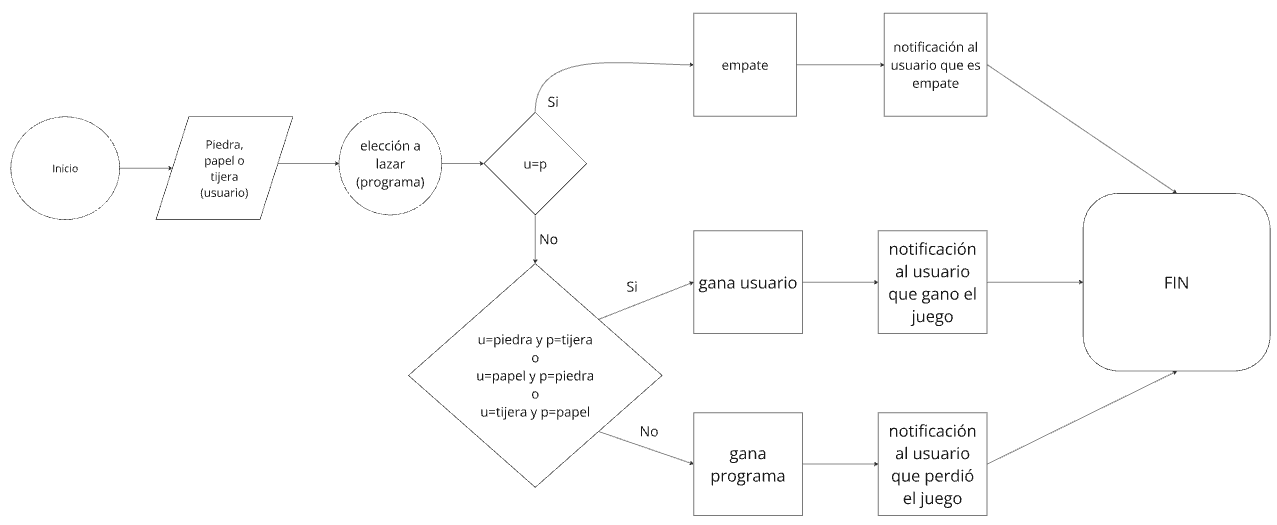 Inicio
Piedra,
papel o
tijera
(usuario)
elección a
lazar
(programa)
u=p
Si
empate
notificación al
usuario que es
empate
No
u=piedra y p=tijera
o
u=papel y p=piedra
o
u=tijera y p=papel
Si
gana usuario
notificación
al usuario
que gano el
juego
No
gana
programa
notificación
al usuario
que perdió
el juego
FIN